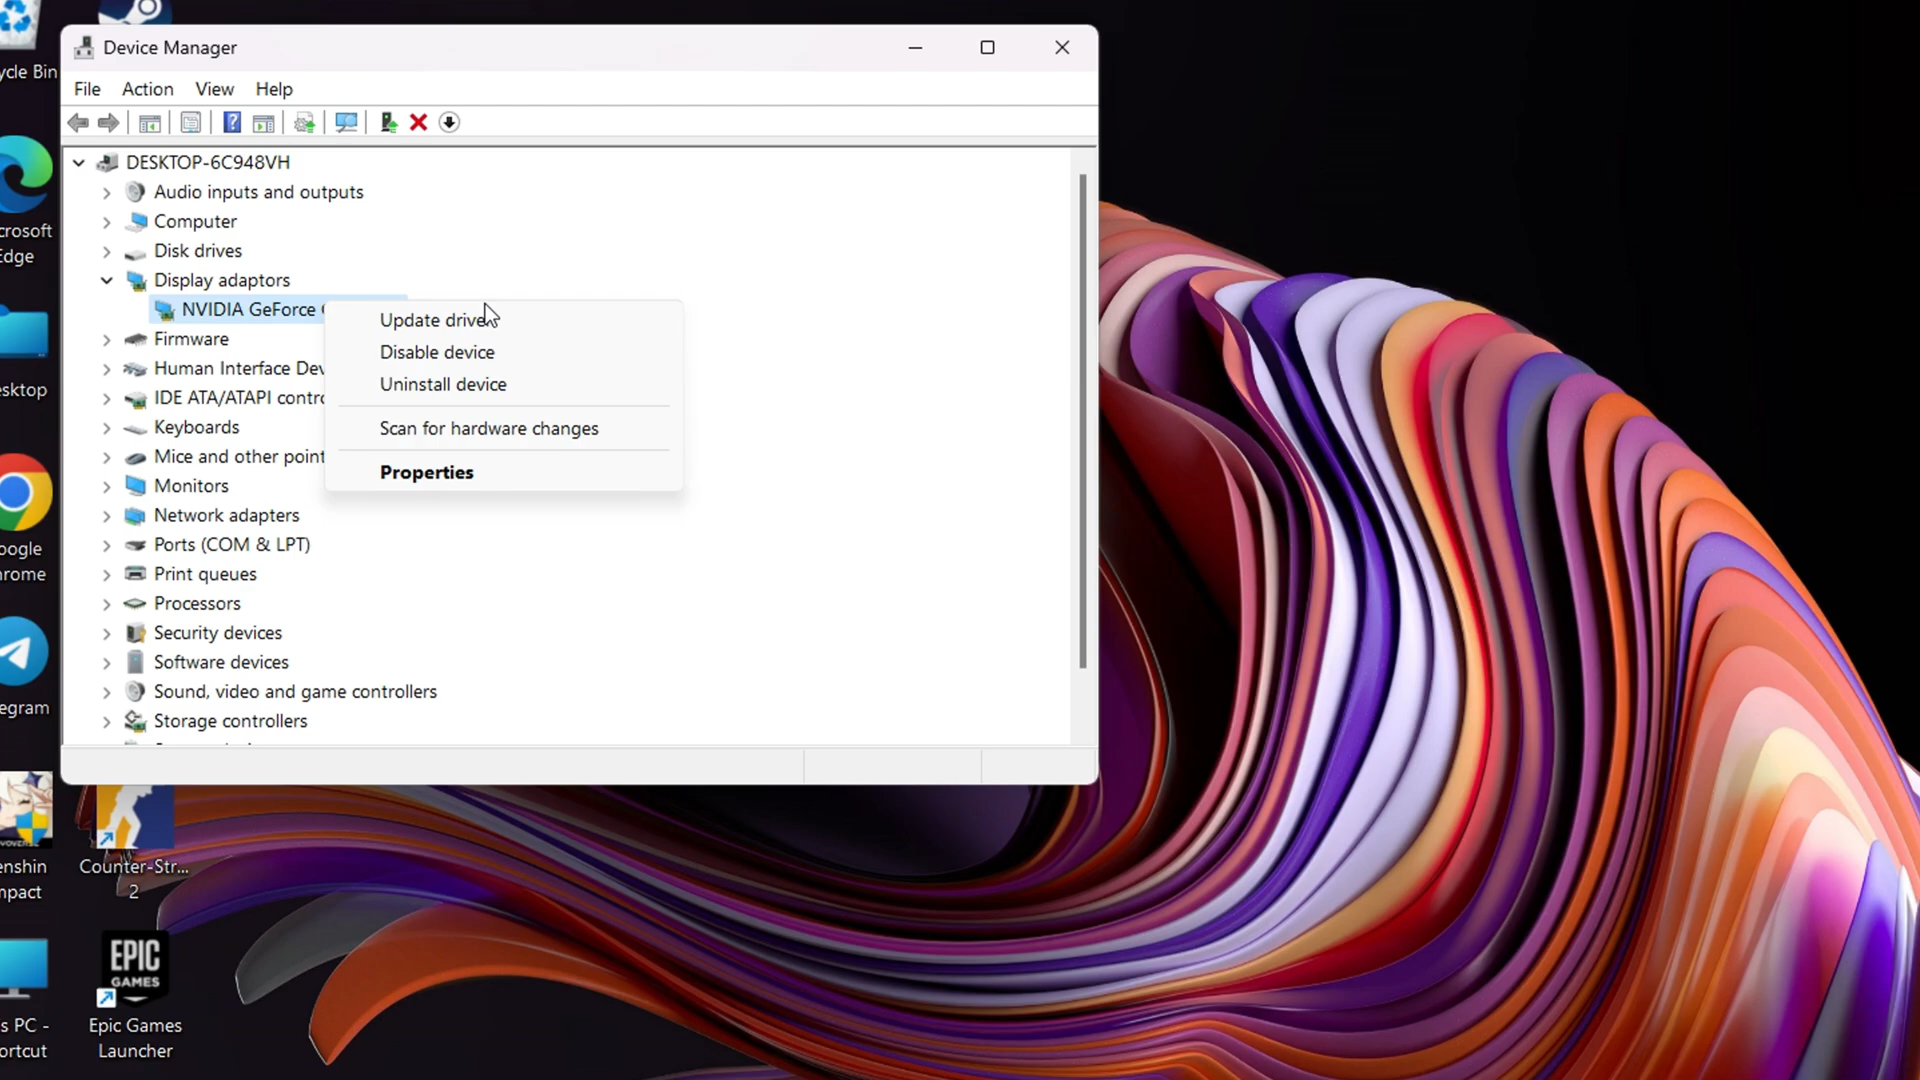 Device Manager
File Action View Help
DESKTOP-6C948VH
Audio inputs and outputs
Computer
Disk drives
Display adaptors
NVIDIA GeForce
Firmware
Human Interface Dev
IDE ATA/ATAPI contro
Keyboards
Mice and other point
Monitors
Network adapters
Ports (COM & LPT)
Print queues
Processors
Security devices
Software devices
Sound, video and game controllers
Storage controllers
Update driver
Disable device
Uninstall device
Scan for hardware changes
Properties
ycle Bin
crosoft
Edge
esktop
oogle
hrome
egram
enshin
mpact
Counter-Str...
2
s PC -
ortcut
EPIC
GAMES
Epic Games
Launcher